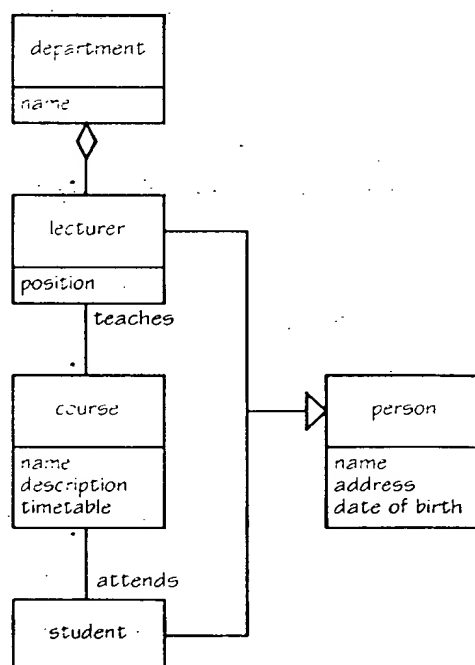 department
name
lecturer
position
teaches
course
name
description
timetable
attends
student
person
name
address
date of birth